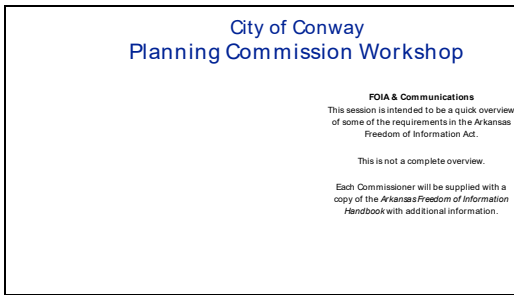 City of Conway
Planning Commission Workshop
FOIA & Communications
This session is intended to be a quick overview
of some of the requirements in the Arkansas
Freedom of Information Act.
This is not a complete overview.
Each Commissioner will be supplied with a
copy of the Arkansas Freedom of Information
Handbook with additional information.